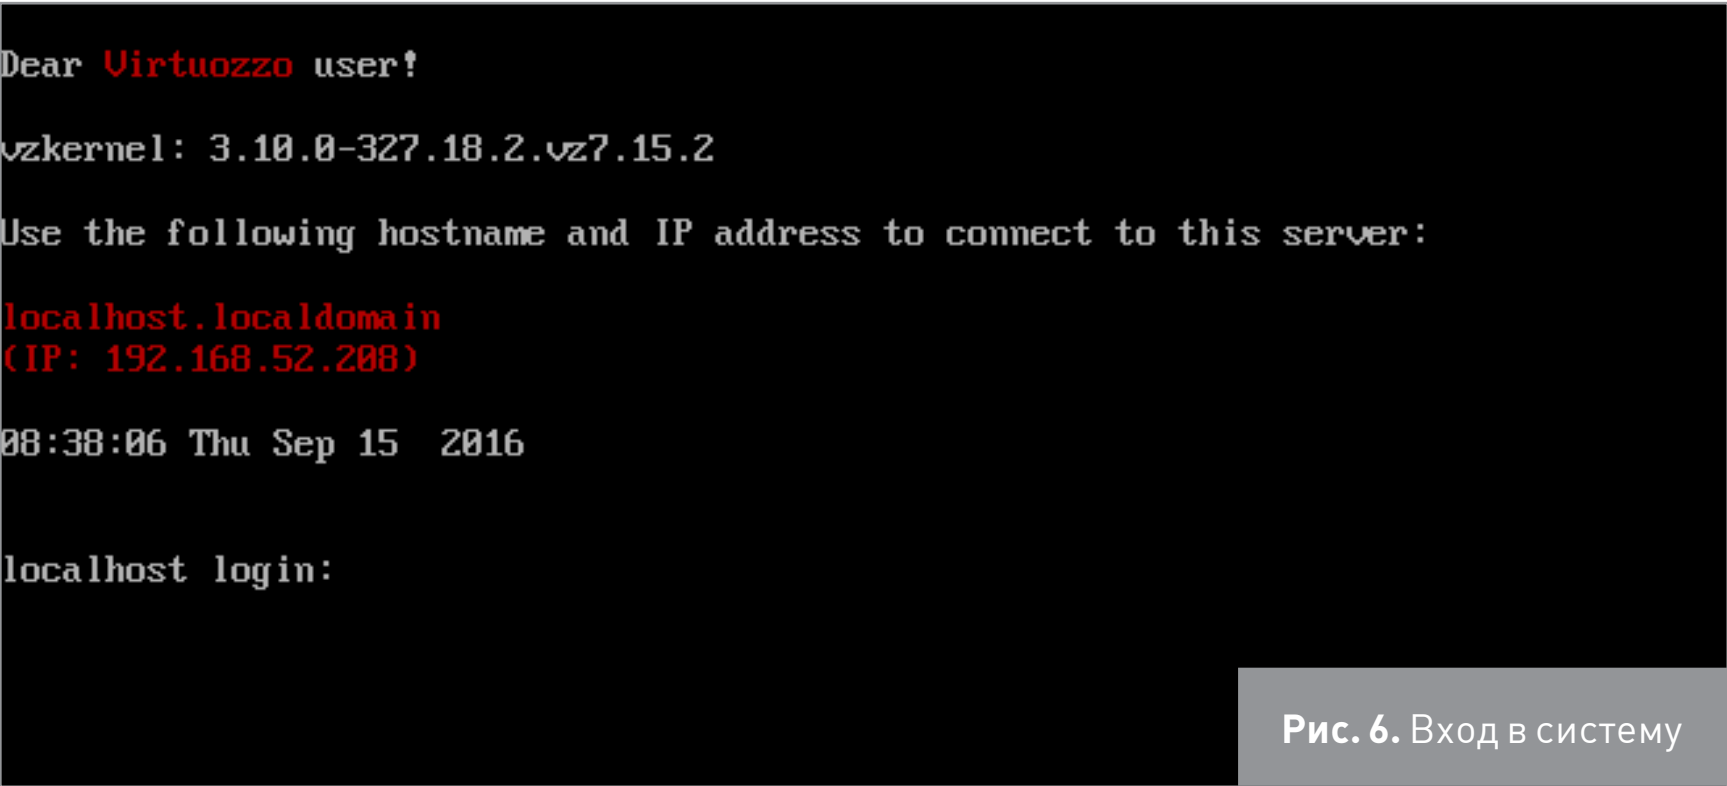 Dear Virtuozzo user!
vzkernel: 3.10.0-327.18.2.vz7.15.2
Use the following hostname and IP address to connect to this server:
localhost.localdomain
(IP: 192.168.52.208)
08:38:06 Thu Sep 15  2016
localhost login:
Рис. 6. Вход в систему